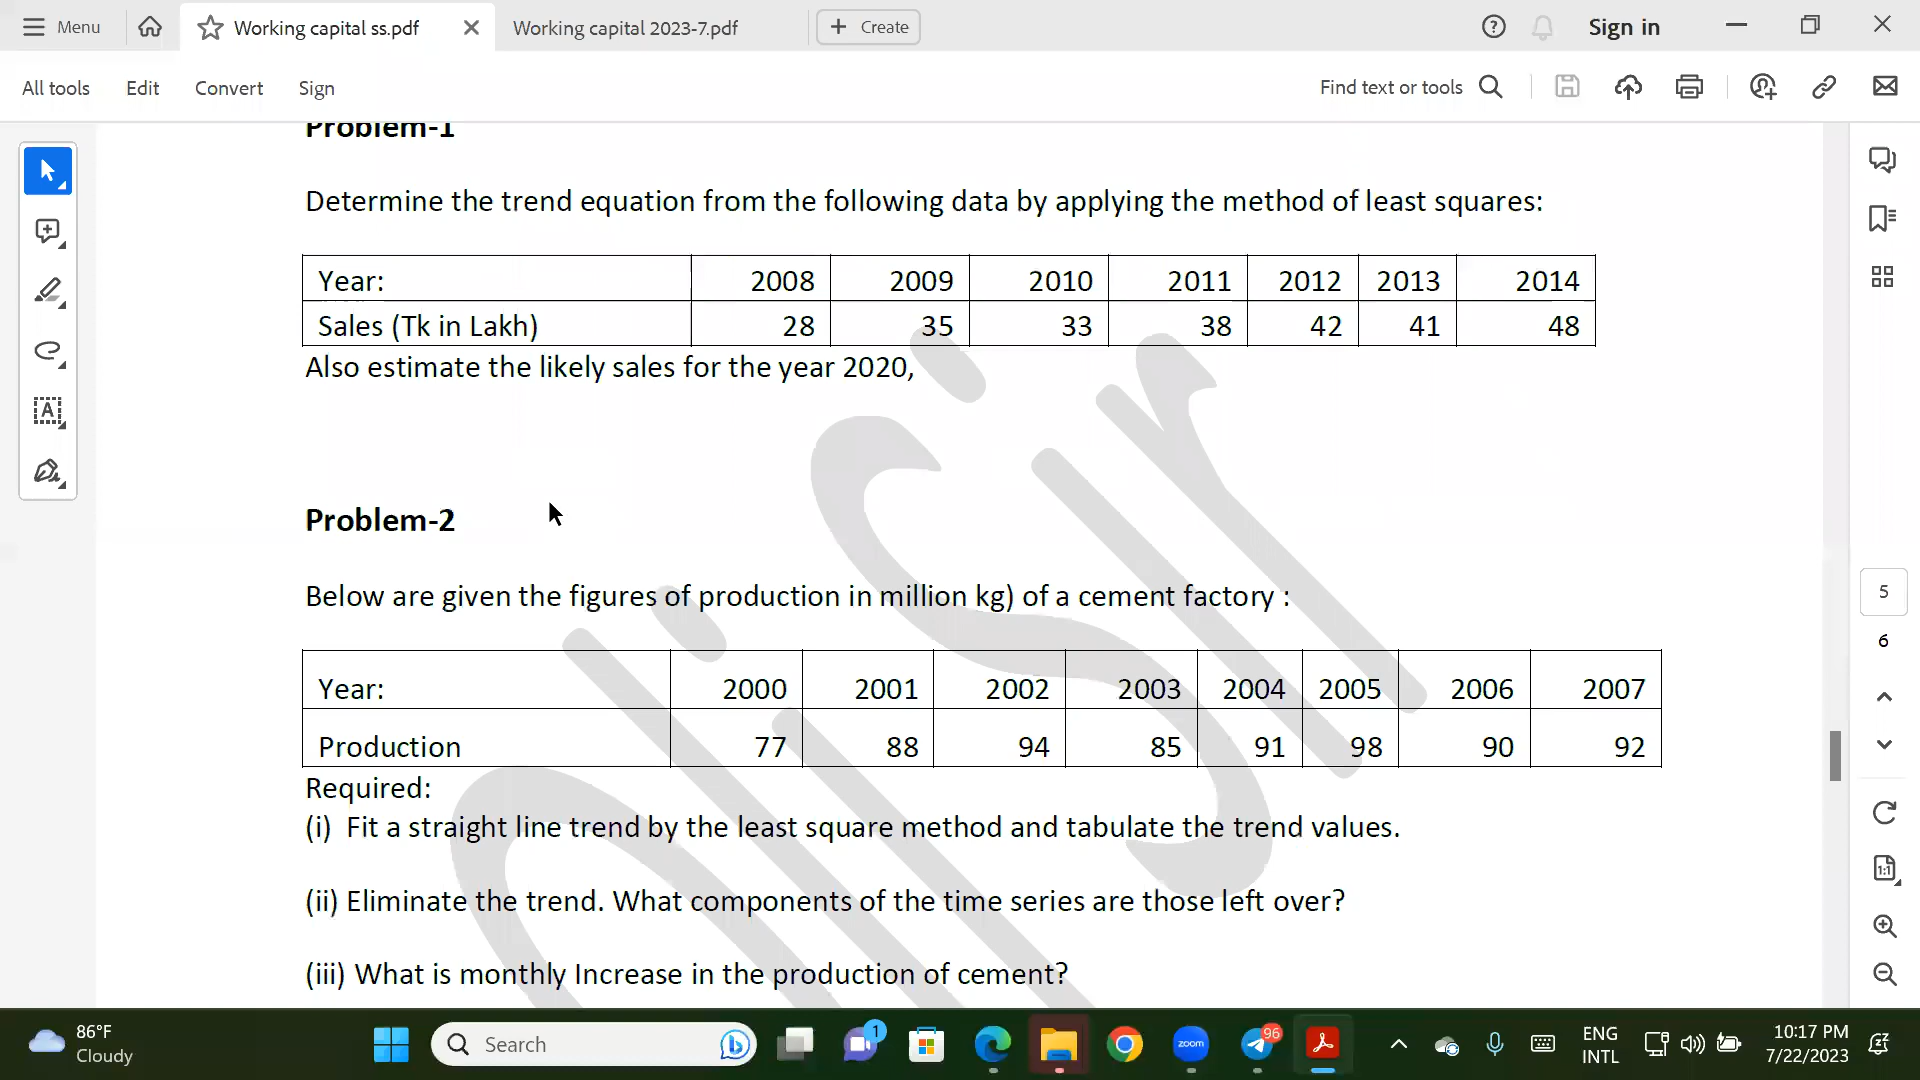 Menu
Working capital ss.pdf
Working capital 2023-7.pdf
Create
Sign in
All tools
Edit
Convert
Sign
Find text or tools
Problem-1
Determine the trend equation from the following data by applying the method of least squares:
Year: 2008 2009 2010 2011 2012 2013 2014
Sales (Tk in Lakh) 28 35 33 38 42 41 48
Also estimate the likely sales for the year 2020,
Problem-2
Below are given the figures of production in million kg) of a cement factory :
Year: 2000 2001 2002 2003 2004 2005 2006 2007
Production 77 88 94 85 91 98 90 92
Required:
(i) Fit a straight line trend by the least square method and tabulate the trend values.
(ii) Eliminate the trend. What components of the time series are those left over?
(iii) What is monthly Increase in the production of cement?
5
6
1:1
86°F
Cloudy
Search
1
zoom
96
ENG
INTL
10:17 PM
7/22/2023